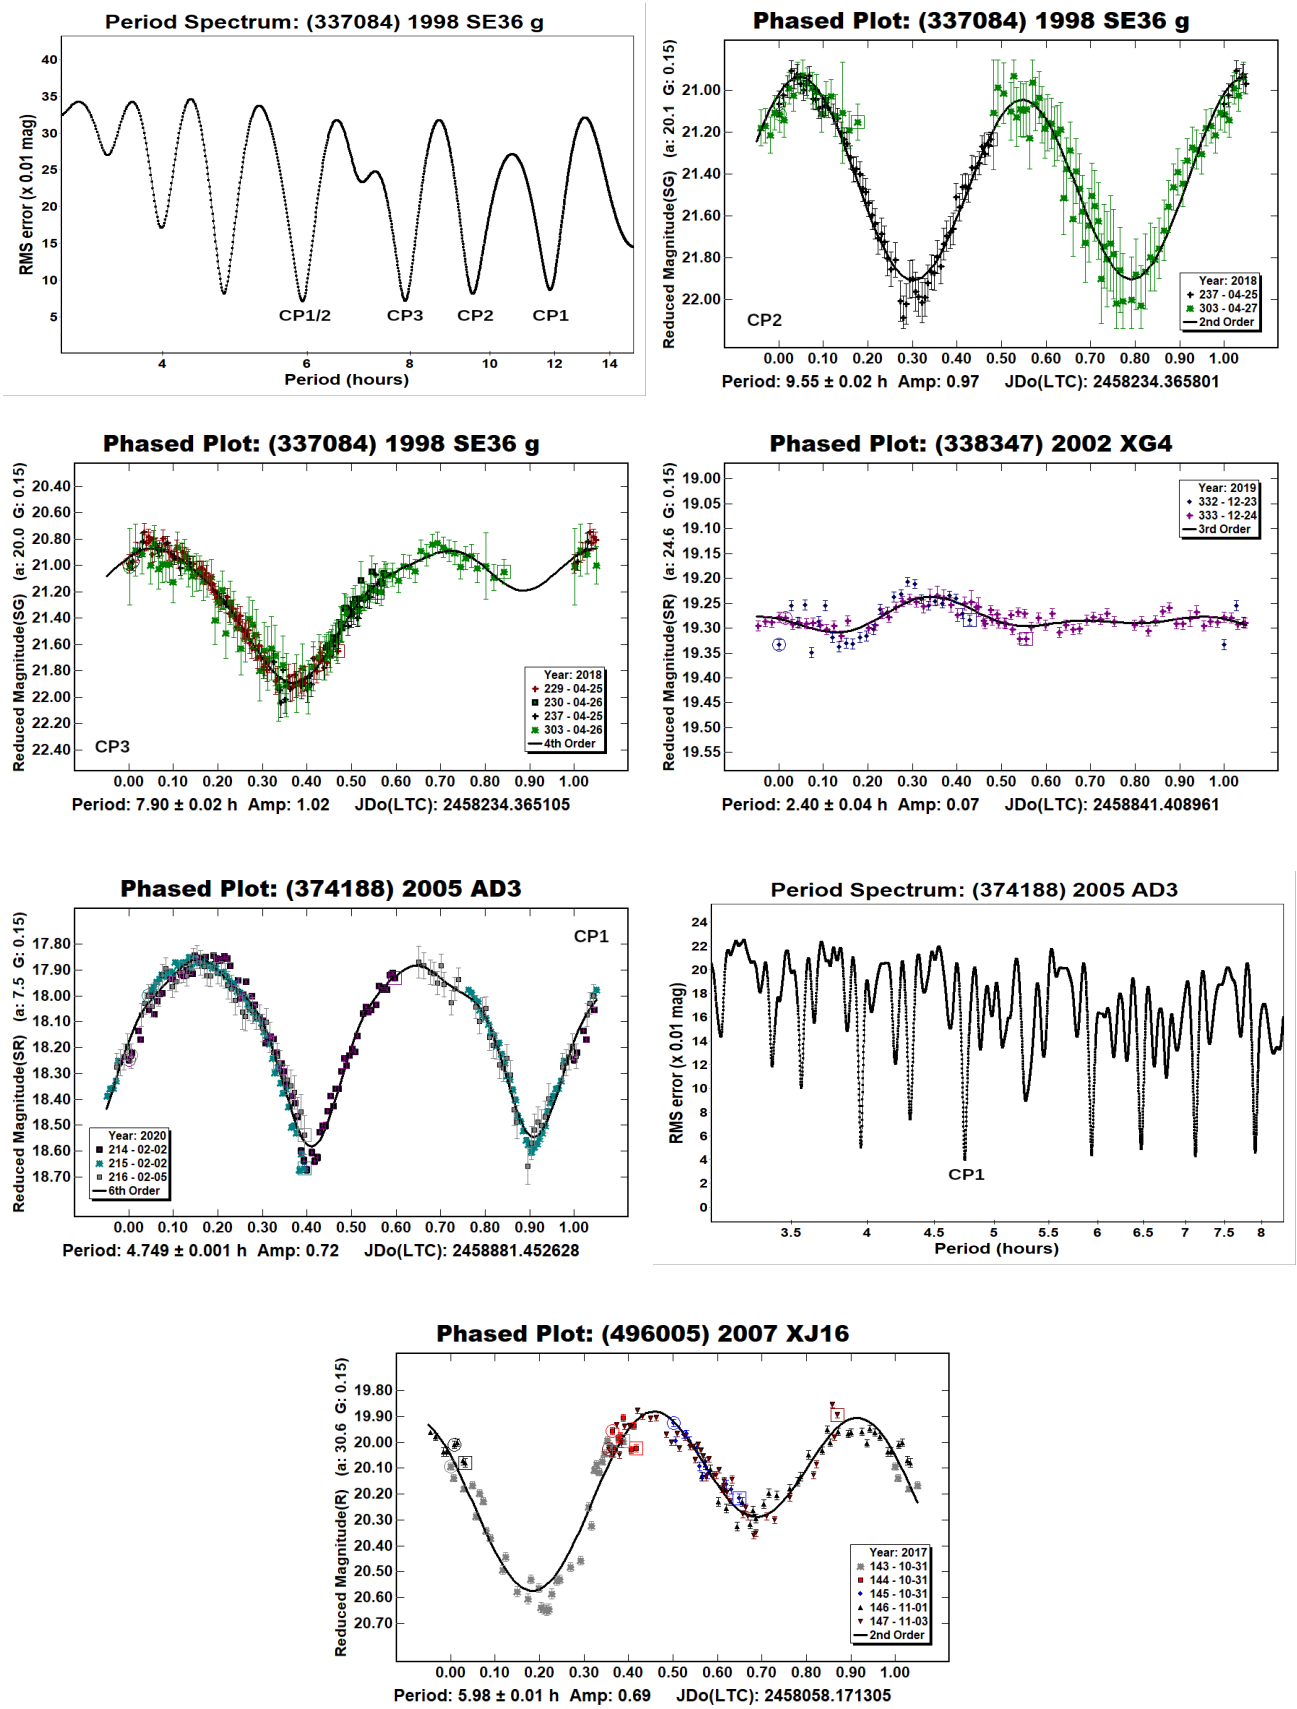 Period Spectrum: (337084) 1998 SE36 g
RMS error (x 0.01 mag)
40
35
30
25
20
15
10
5
CP1/2
CP3
CP2
CP1
4
6
8
10
12
14
Period (hours)
Phased Plot: (337084) 1998 SE36 g
Reduced Magnitude(SG) (a: 20.1 G: 0.15)
21.00
21.20
21.40
21.60
21.80
22.00
CP2
Year: 2018
237 - 04-25
303 - 04-27
2nd Order
0.00 0.10 0.20 0.30 0.40 0.50 0.60 0.70 0.80 0.90 1.00
Period: 9.55 ± 0.02 h Amp: 0.97 JDo(LTC): 2458234.365801
Phased Plot: (337084) 1998 SE36 g
Reduced Magnitude(SG) (a: 20.0 G: 0.15)
20.40
20.60
20.80
21.00
21.20
21.40
21.60
21.80
22.00
22.20
22.40
CP3
Year: 2018
229 - 04-25
230 - 04-26
237 - 04-25
303 - 04-26
4th Order
0.00 0.10 0.20 0.30 0.40 0.50 0.60 0.70 0.80 0.90 1.00
Period: 7.90 ± 0.02 h Amp: 1.02 JDo(LTC): 2458234.365105
Phased Plot: (338347) 2002 XG4
Reduced Magnitude(SR) (a: 24.6 G: 0.15)
19.00
19.05
19.10
19.15
19.20
19.25
19.30
19.35
19.40
19.45
19.50
19.55
Year: 2019
332 - 12-23
333 - 12-24
3rd Order
0.00 0.10 0.20 0.30 0.40 0.50 0.60 0.70 0.80 0.90 1.00
Period: 2.40 ± 0.04 h Amp: 0.07 JDo(LTC): 2458841.408961
Phased Plot: (374188) 2005 AD3
Reduced Magnitude(SR) (a: 7.5 G: 0.15)
17.80
17.90
18.00
18.10
18.20
18.30
18.40
18.50
18.60
18.70
CP1
Year: 2020
214 - 02-02
215 - 02-02
216 - 02-05
6th Order
0.00 0.10 0.20 0.30 0.40 0.50 0.60 0.70 0.80 0.90 1.00
Period: 4.749 ± 0.001 h Amp: 0.72 JDo(LTC): 2458881.452628
Period Spectrum: (374188) 2005 AD3
RMS error (x 0.01 mag)
24
22
20
18
16
14
12
10
8
6
4
2
0
CP1
3.5
4
4.5
5
5.5
6
6.5
7
7.5
8
Period (hours)
Phased Plot: (496005) 2007 XJ16
Reduced Magnitude(R) (a: 30.6 G: 0.15)
19.80
19.90
20.00
20.10
20.20
20.30
20.40
20.50
20.60
20.70
Year: 2017
143 - 10-31
144 - 10-31
145 - 10-31
146 - 11-01
147 - 11-03
2nd Order
0.00 0.10 0.20 0.30 0.40 0.50 0.60 0.70 0.80 0.90 1.00
Period: 5.98 ± 0.01 h Amp: 0.69 JDo(LTC): 2458058.171305